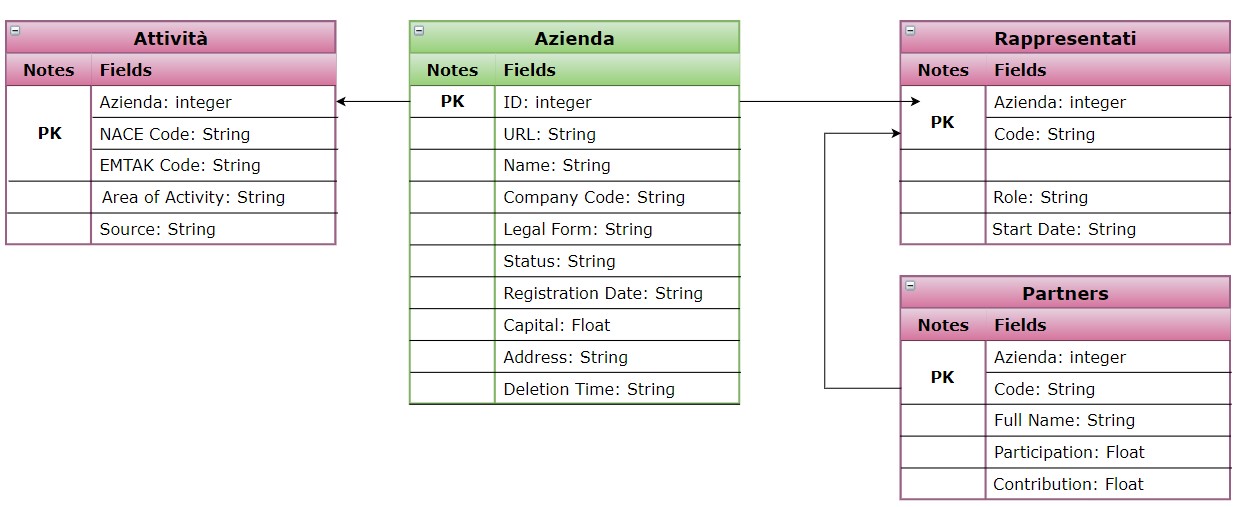 Attività
Notes Fields
PK
Azienda: integer
NACE Code: String
EMTAK Code: String
Area of Activity: String
Source: String
Azienda
Notes Fields
PK ID: integer
URL: String
Name: String
Company Code: String
Legal Form: String
Status: String
Registration Date: String
Capital: Float
Address: String
Deletion Time: String
Rappresentati
Notes Fields
PK
Azienda: integer
Code: String
Role: String
Start Date: String
Partners
Notes Fields
PK
Azienda: integer
Code: String
Full Name: String
Participation: Float
Contribution: Float